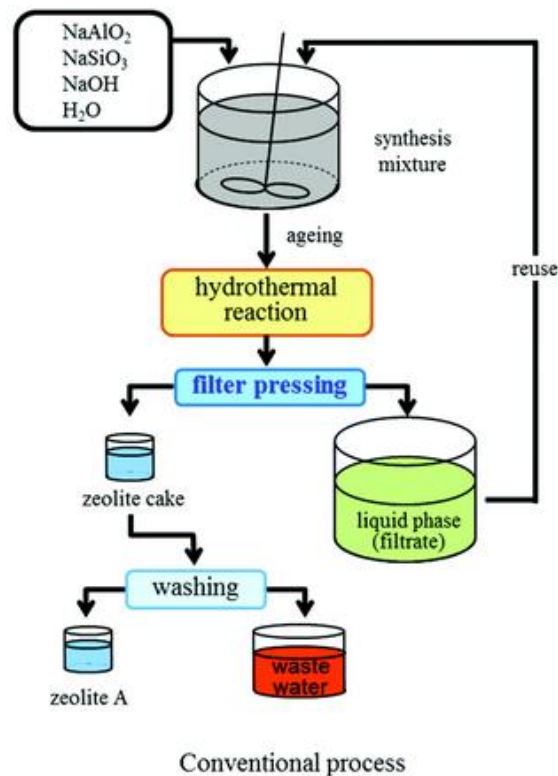 NaAlO₂
NaSiO₃
NaOH
H₂O
synthesis
mixture
ageing
reuse
hydrothermal
reaction
filter pressing
zeolite cake
liquid phase
(filtrate)
washing
zeolite A
waste
water
Conventional process